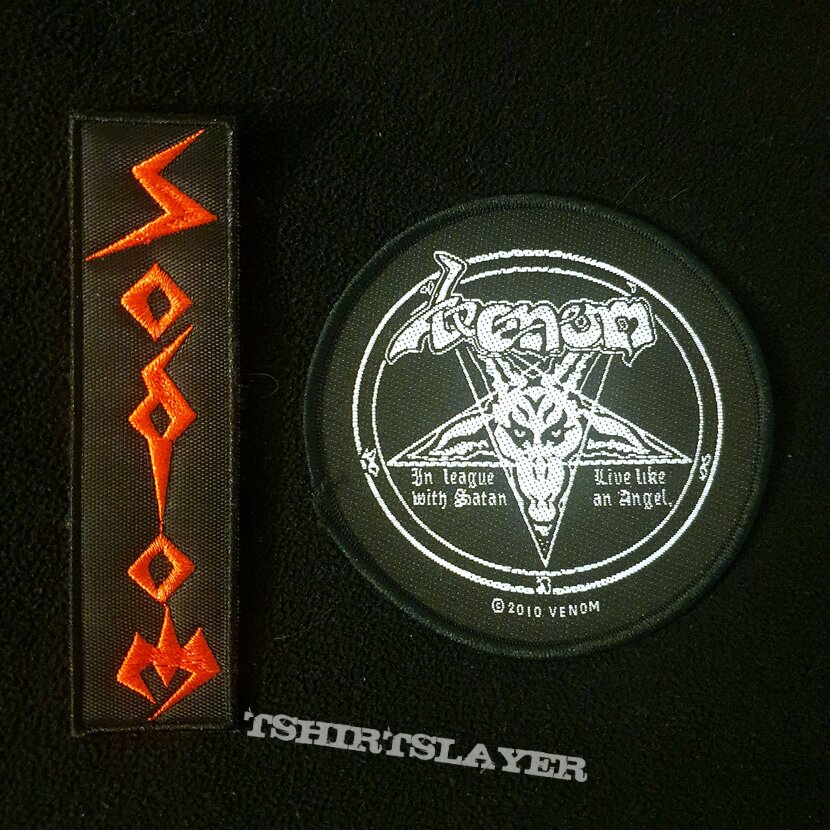 SODOM
Venom
In league
with Satan
Live like
an Angel,
©2010 VENOM
TSHIRTSLAYER